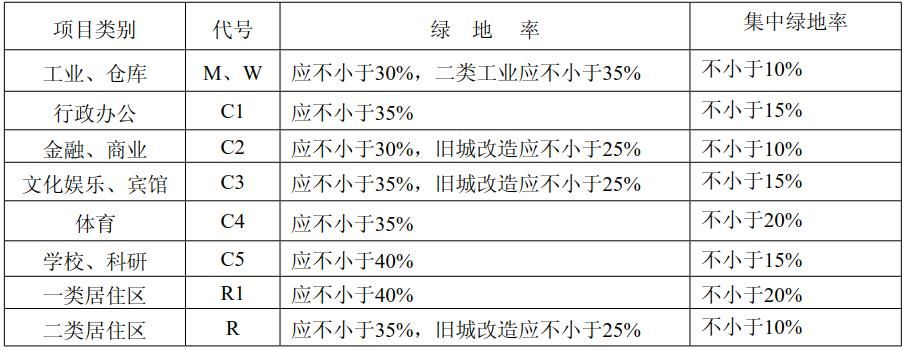 项目类别 代号 绿 地 率 集中绿地率
工业、仓库 M、W 应不小于30%，二类工业应不小于35% 不小于10%
行政办公 C1 应不小于35% 不小于15%
金融、商业 C2 应不小于30%，旧城改造应不小于25% 不小于10%
文化娱乐、宾馆 C3 应不小于35%，旧城改造应不小于25% 不小于15%
体育 C4 应不小于35% 不小于20%
学校、科研 C5 应不小于40% 不小于15%
一类居住区 R1 应不小于40% 不小于20%
二类居住区 R 应不小于35%，旧城改造应不小于25% 不小于10%